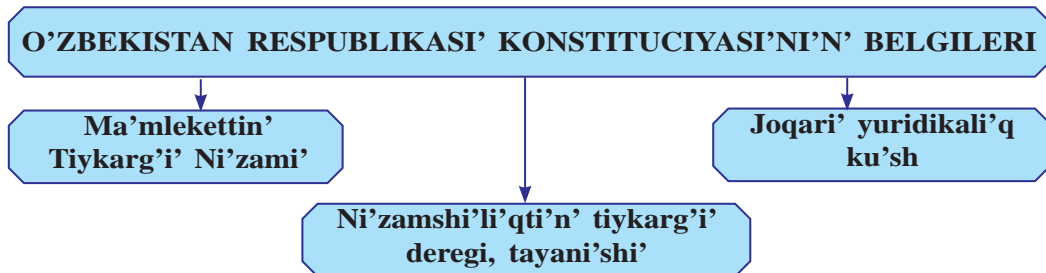 O’ZBEKISTAN RESPUBLIKASI’ KONSTITUCIYASI’NI’N’ BELGILERI
Ma’mlekettin’
Tiykarg’i’ Ni’zami’
Joqari’ yuridikali’q
ku’sh
Ni’zamshi’li’qti’n’ tiykarg’i’
deregi, tayani’shi’